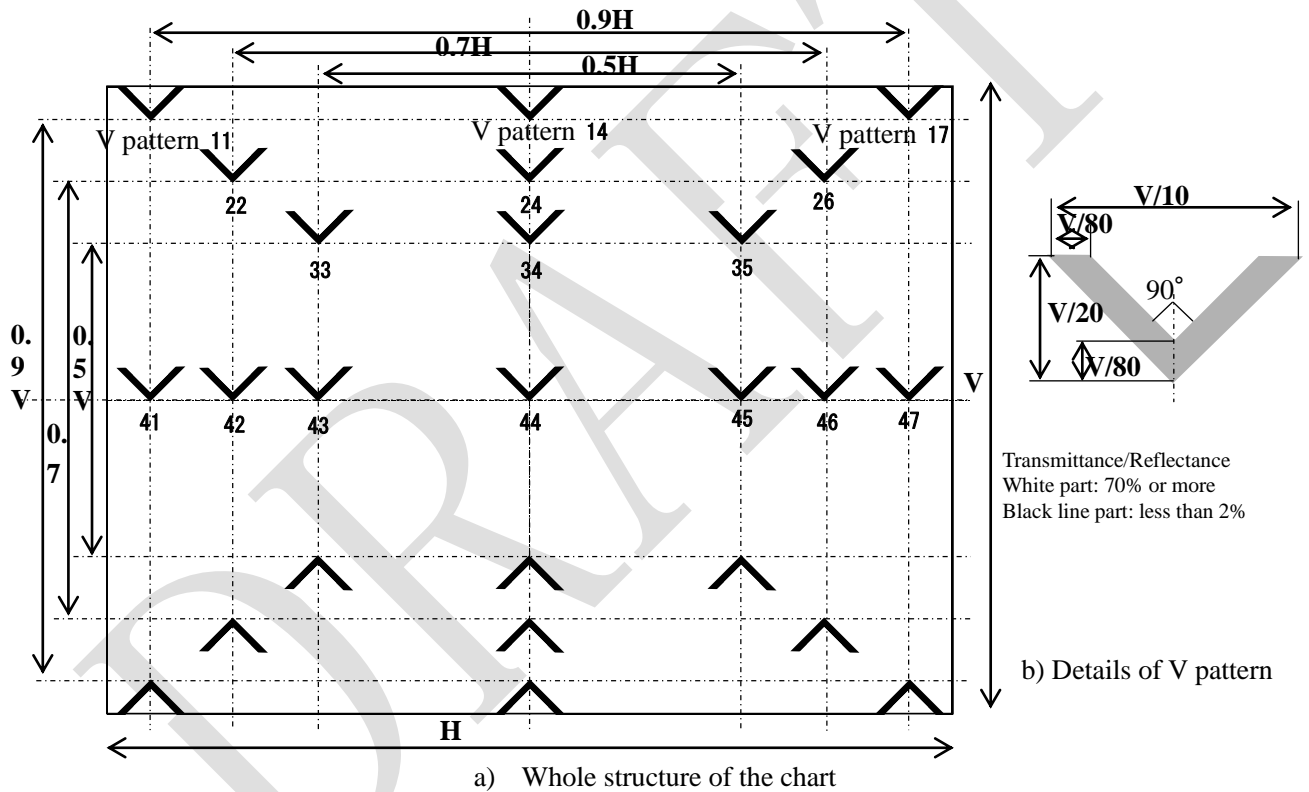 0.9H
0.7H
0.5H
V pattern 11
V pattern 14
V pattern 17
22
24
26
33
34
35
0.9V
0.7
0.5V
41
42
43
44
45
46
47
V
H
a) Whole structure of the chart
V/10
V/80
90°
V/20
V/80
Transmittance/Reflectance
White part: 70% or more
Black line part: less than 2%
b) Details of V pattern
DRAFT